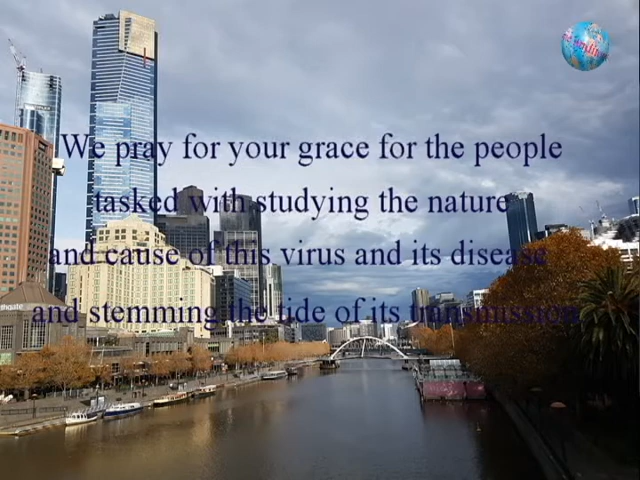 We pray for your grace for the people
tasked with studying the nature
and cause of this virus and its disease
and stemming the tide of its transmission